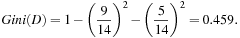 Gini(D) = 1 − (9/14)² − (5/14)² = 0.459.